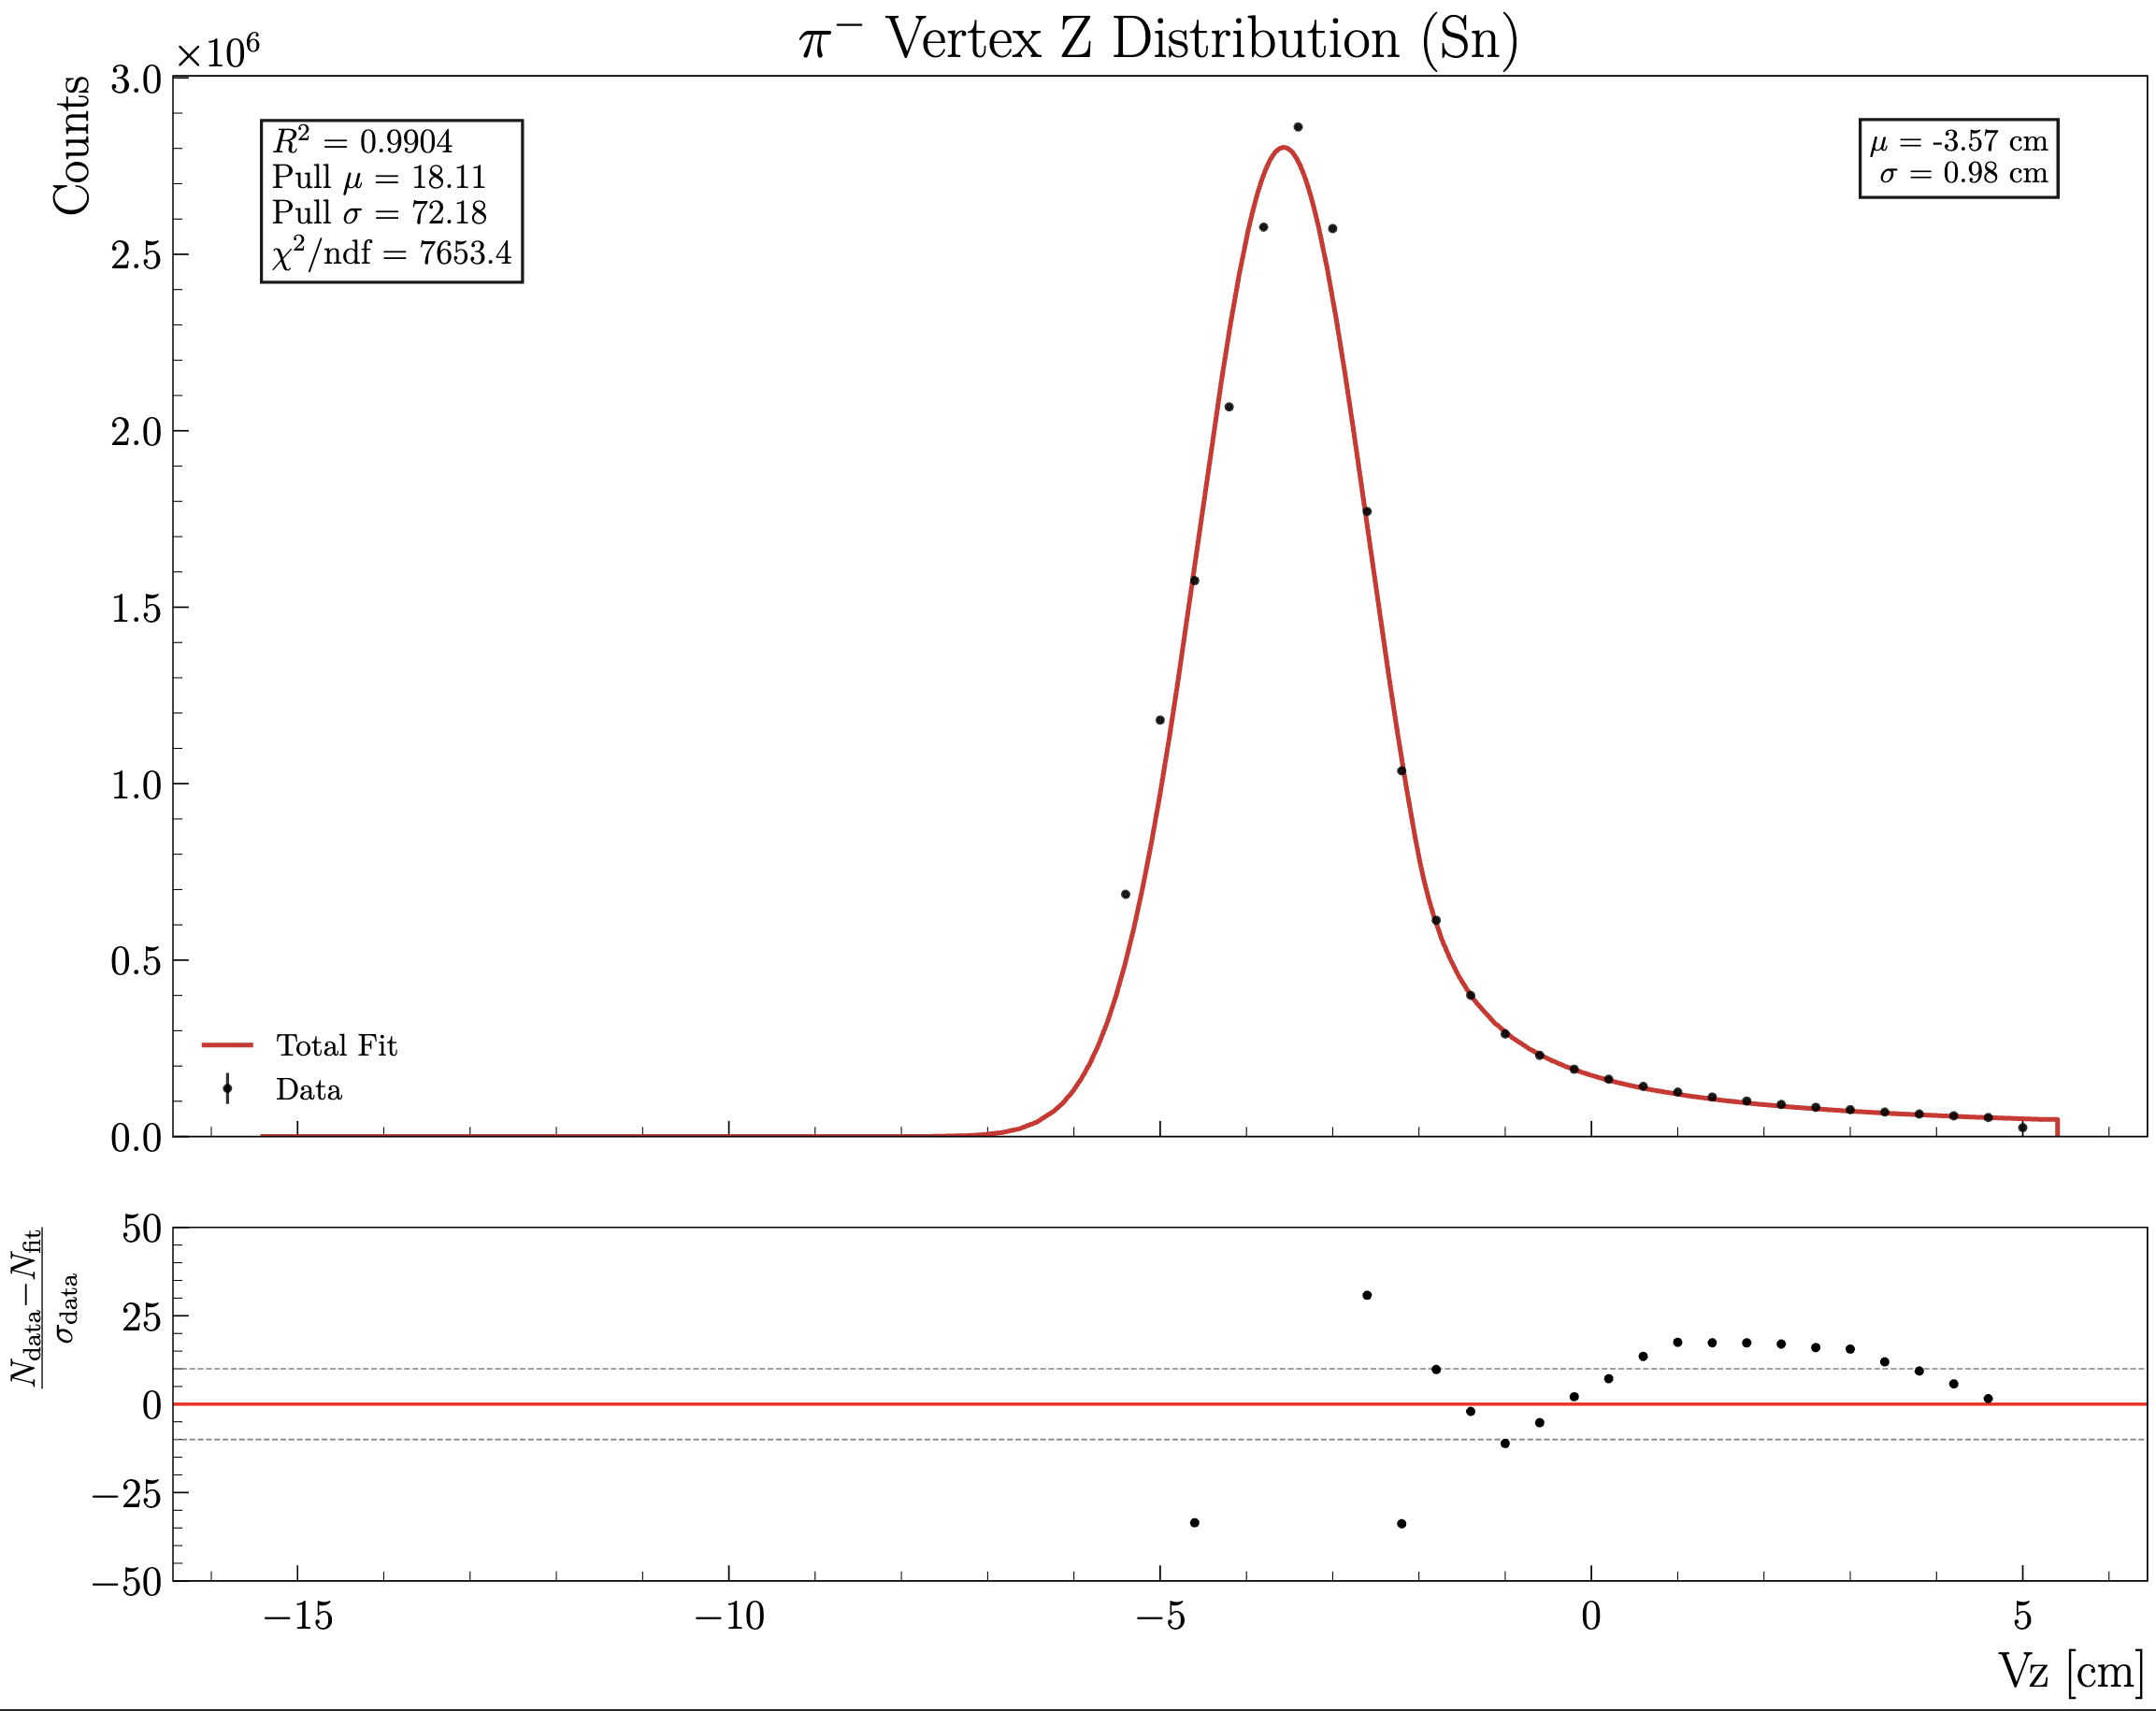 π⁻ Vertex Z Distribution (Sn)
×10⁶
Counts
3.0
2.5
2.0
1.5
1.0
0.5
0.0
R² = 0.9904
Pull μ = 18.11
Pull σ = 72.18
χ²/ndf = 7653.4
μ = -3.57 cm
σ = 0.98 cm
Total Fit
Data
N_data − N_fit
σ_data
50
25
0
−25
−50
−15 −10 −5 0 5
Vz [cm]